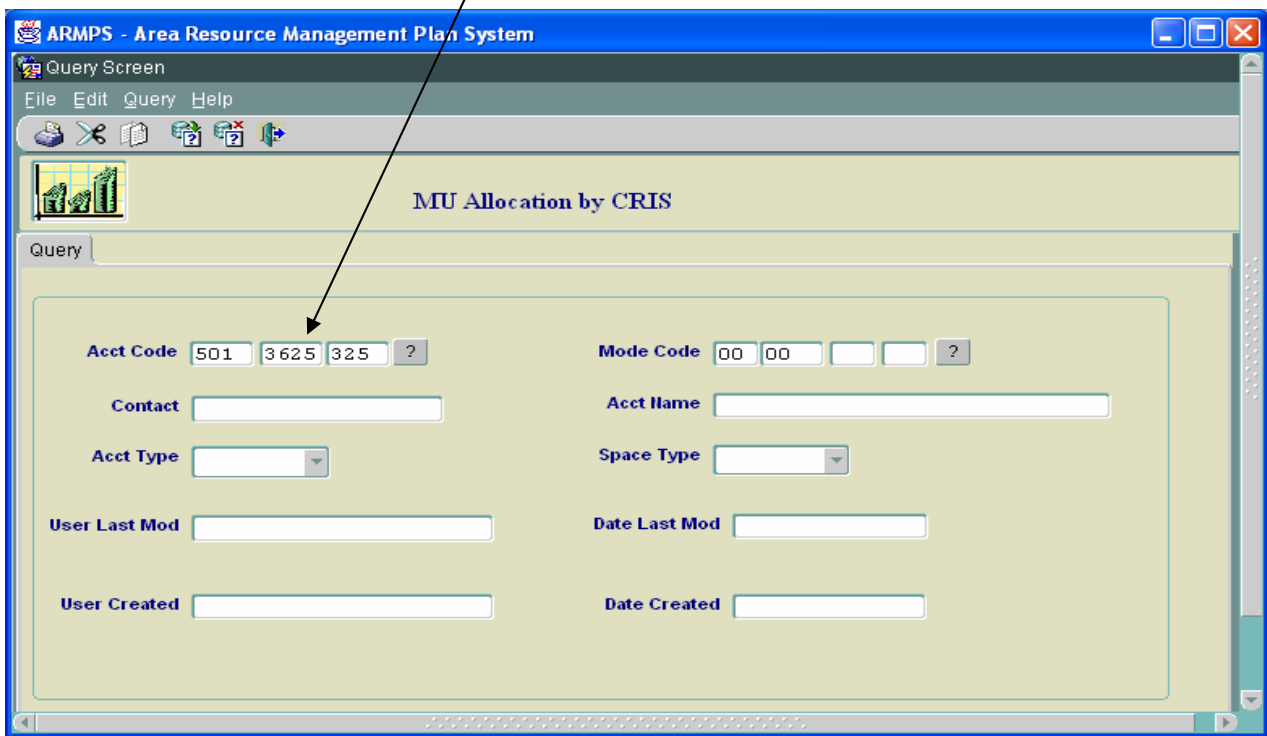 ARMPS - Area Resource Management Plan System
Query Screen
File Edit Query Help
MU Allocation by CRIS
Query
Acct Code 501 3625 325 ? Mode Code 00 00 ?
Contact Acct Name
Acct Type Space Type
User Last Mod Date Last Mod
User Created Date Created